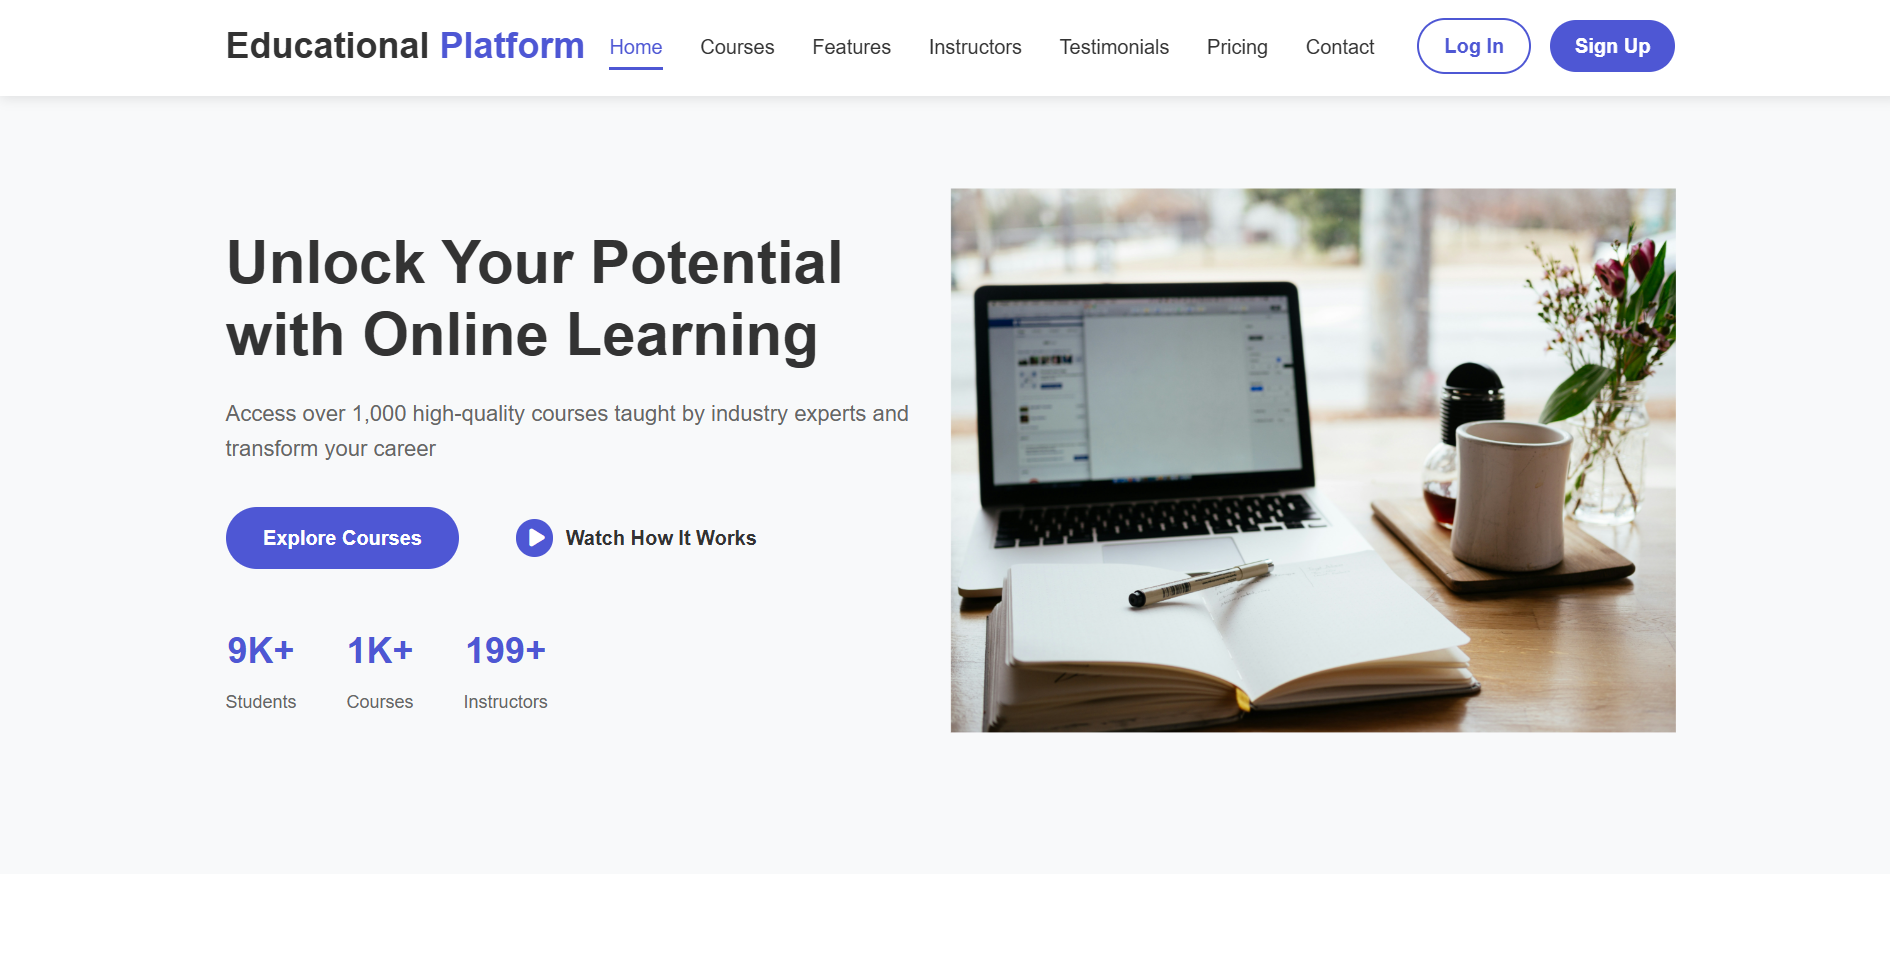 Educational Platform
Home
Courses
Features
Instructors
Testimonials
Pricing
Contact
Log In
Sign Up
Unlock Your Potential
with Online Learning
Access over 1,000 high-quality courses taught by industry experts and
transform your career
Explore Courses
Watch How It Works
9K+
1K+
199+
Students
Courses
Instructors